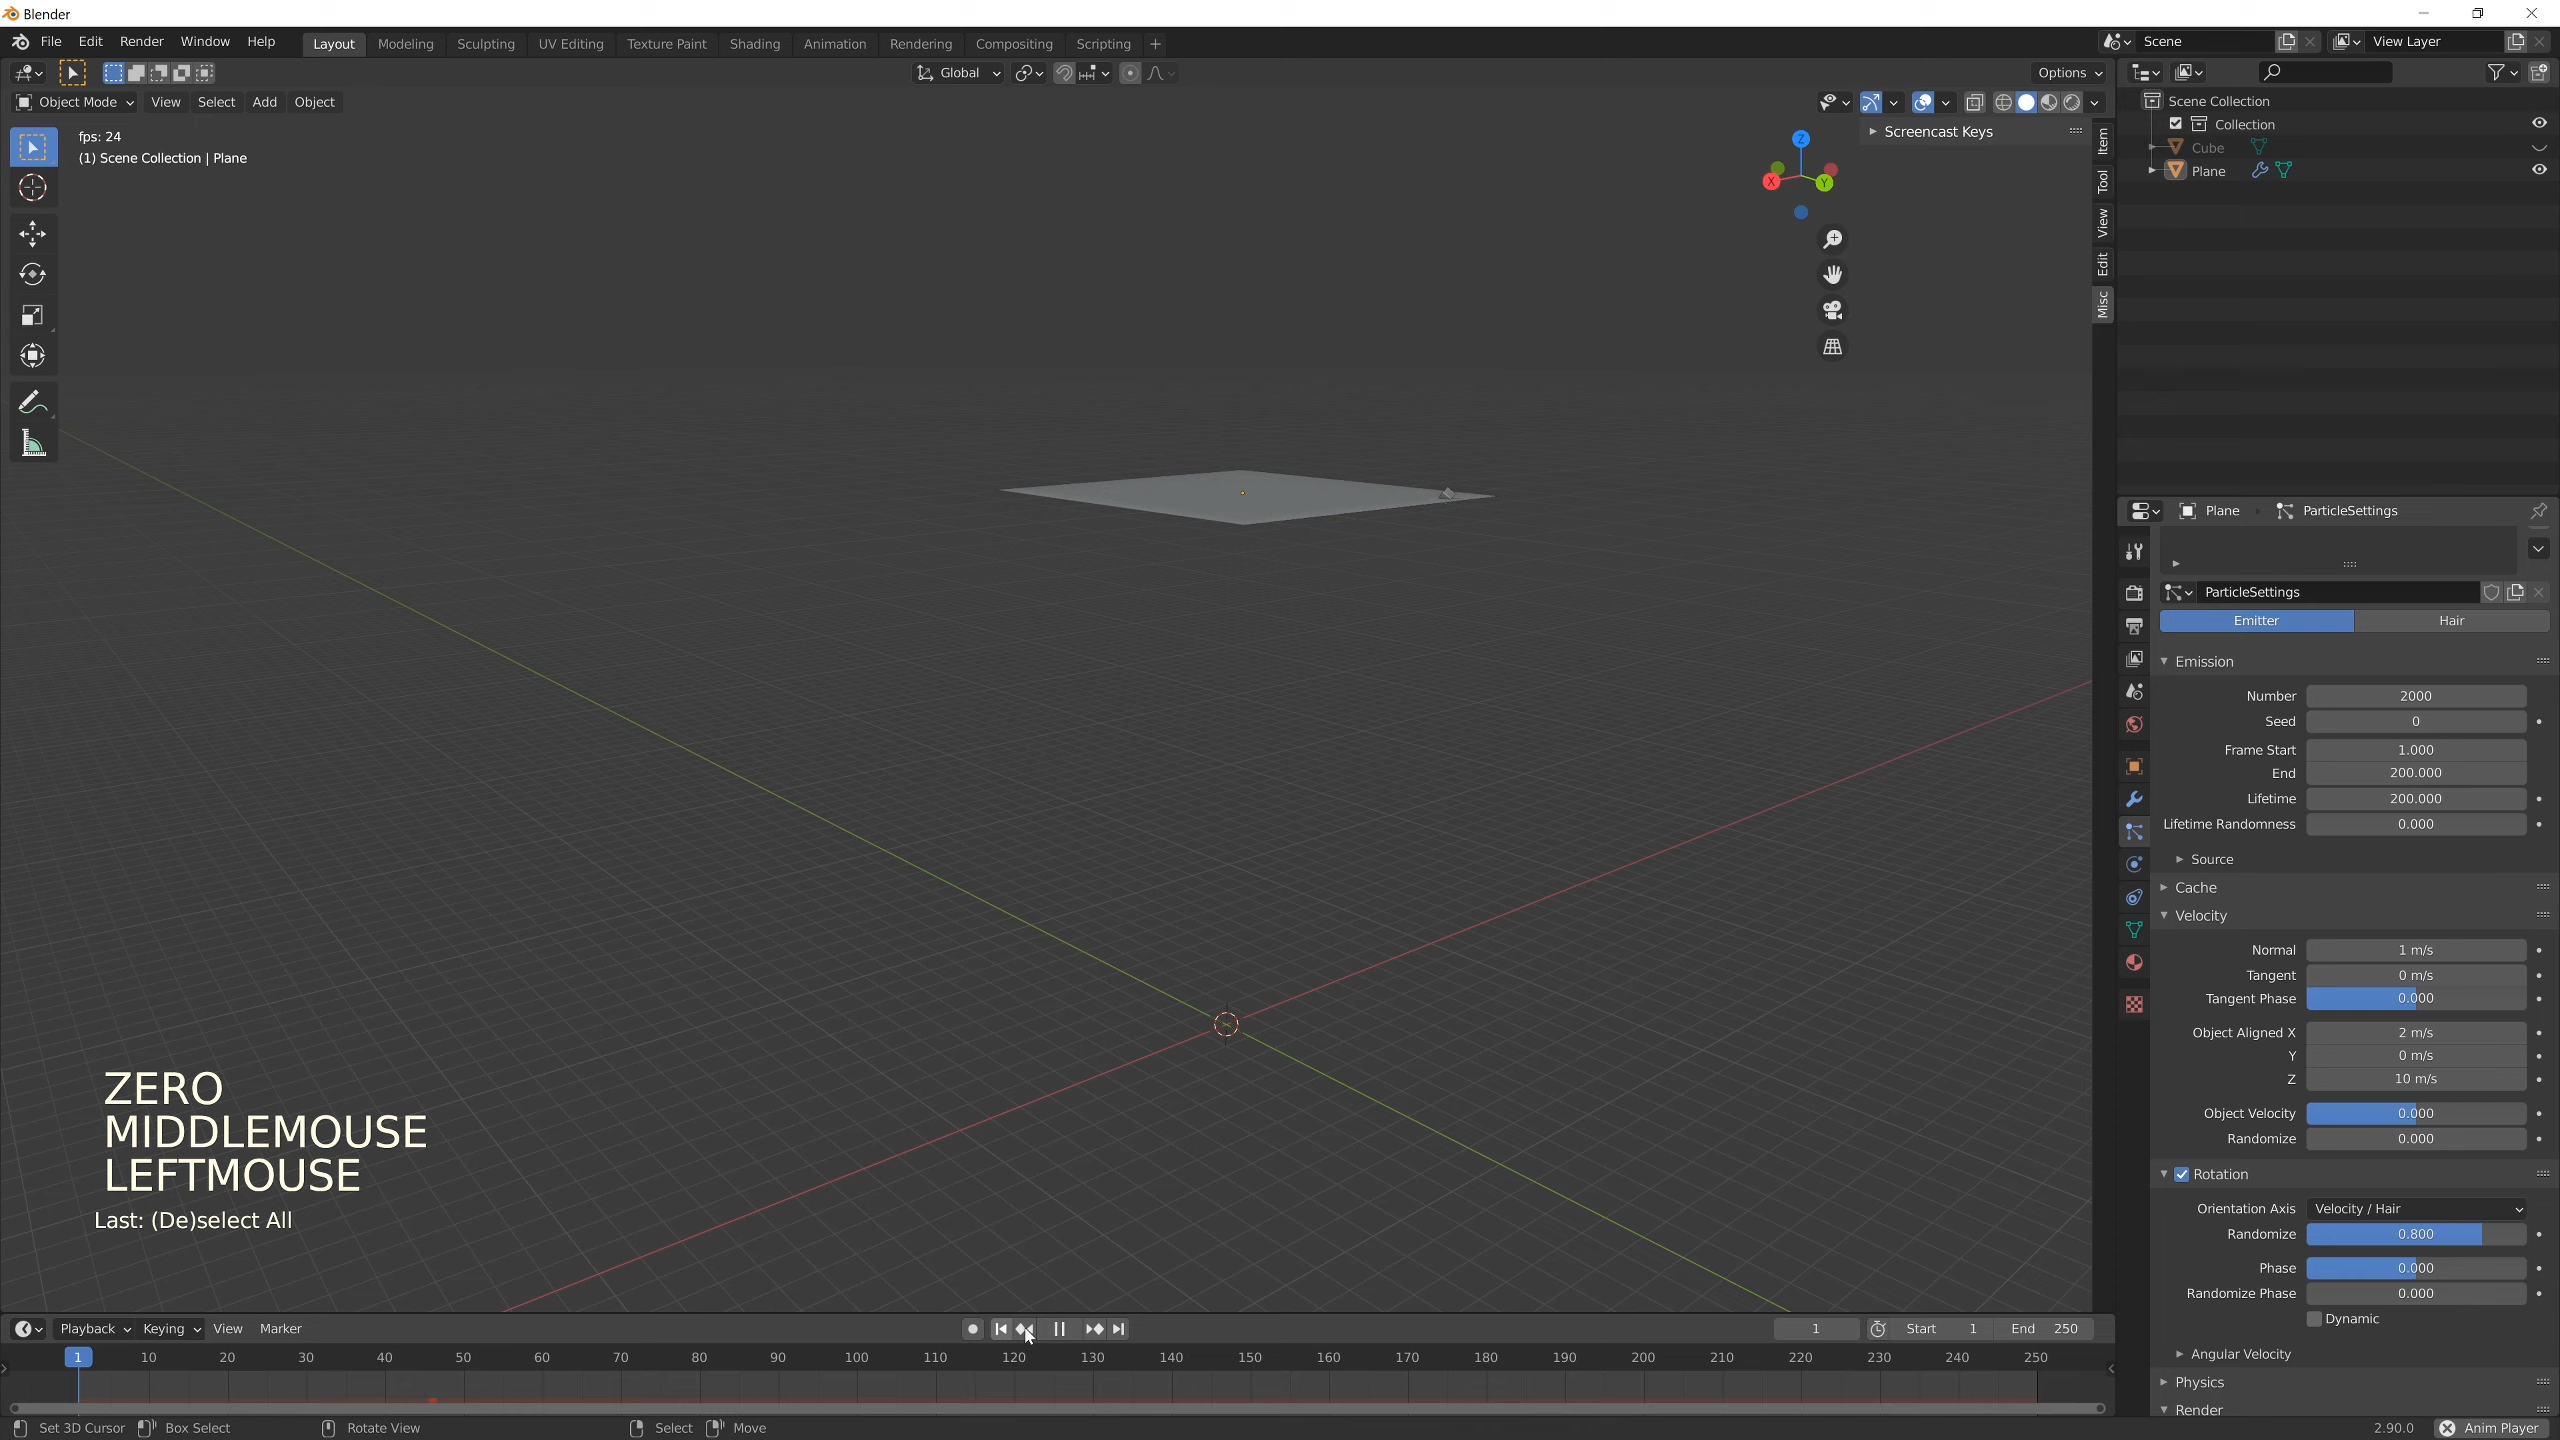 Blender
File Edit Render Window Help Layout Modeling Sculpting UV Editing Texture Paint Shading Animation Rendering Compositing Scripting + Scene View Layer
Global Options
Object Mode View Select Add Object
fps: 24
(1) Scene Collection | Plane
Screencast Keys
Z
X
Y
Item
Tool
View
Edit
Misc
Scene Collection
Collection
Cube
Plane
Plane ParticleSettings
ParticleSettings
Emitter Hair
Emission
Number 2000
Seed 0
Frame Start 1.000
End 200.000
Lifetime 200.000
Lifetime Randomness 0.000
Source
Cache
Velocity
Normal 1 m/s
Tangent 0 m/s
Tangent Phase 0.000
Object Aligned X 2 m/s
Y 0 m/s
Z 10 m/s
Object Velocity 0.000
Randomize 0.000
Rotation
Orientation Axis Velocity / Hair
Randomize 0.800
Phase 0.000
Randomize Phase 0.000
Dynamic
Angular Velocity
Physics
Render
ZERO
MIDDLEMOUSE
LEFTMOUSE
Last: (De)select All
Playback Keying View Marker 1 Start 1 End 250
1 10 20 30 40 50 60 70 80 90 100 110 120 130 140 150 160 170 180 190 200 210 220 230 240 250
Set 3D Cursor Box Select Rotate View Select Move 2.90.0 Anim Player